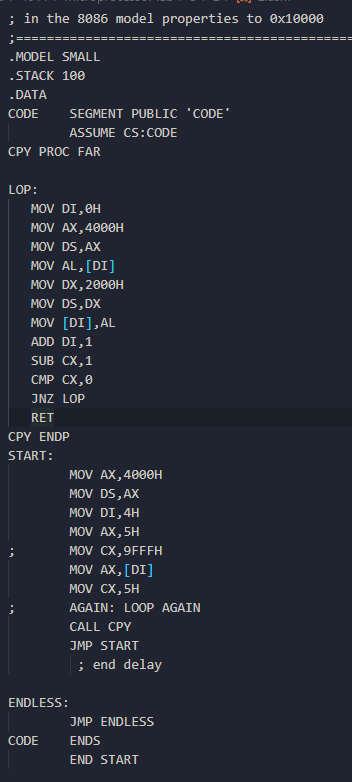 ; in the 8086 model properties to 0x10000
;===========================================
.MODEL SMALL
.STACK 100
.DATA
CODE    SEGMENT PUBLIC 'CODE'
        ASSUME CS:CODE
CPY PROC FAR
LOP:
   MOV DI,0H
   MOV AX,4000H
   MOV DS,AX
   MOV AL,[DI]
   MOV DX,2000H
   MOV DS,DX
   MOV [DI],AL
   ADD DI,1
   SUB CX,1
   CMP CX,0
   JNZ LOP
   RET
CPY ENDP
START:
        MOV AX,4000H
        MOV DS,AX
        MOV DI,4H
        MOV AX,5H
;       MOV CX,9FFFH
        MOV AX,[DI]
        MOV CX,5H
;       AGAIN: LOOP AGAIN
        CALL CPY
        JMP START
         ; end delay
ENDLESS:
        JMP ENDLESS
CODE    ENDS
        END START